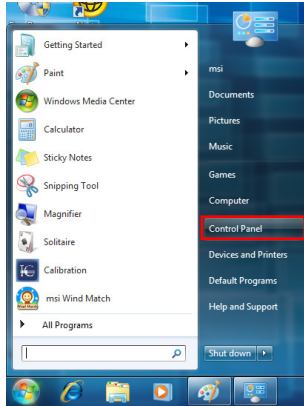 Getting Started
Paint
Windows Media Center
Calculator
Sticky Notes
Snipping Tool
Magnifier
Solitaire
Calibration
msi Wind Match
All Programs
msi
Documents
Pictures
Music
Games
Computer
Control Panel
Devices and Printers
Default Programs
Help and Support
Shut down